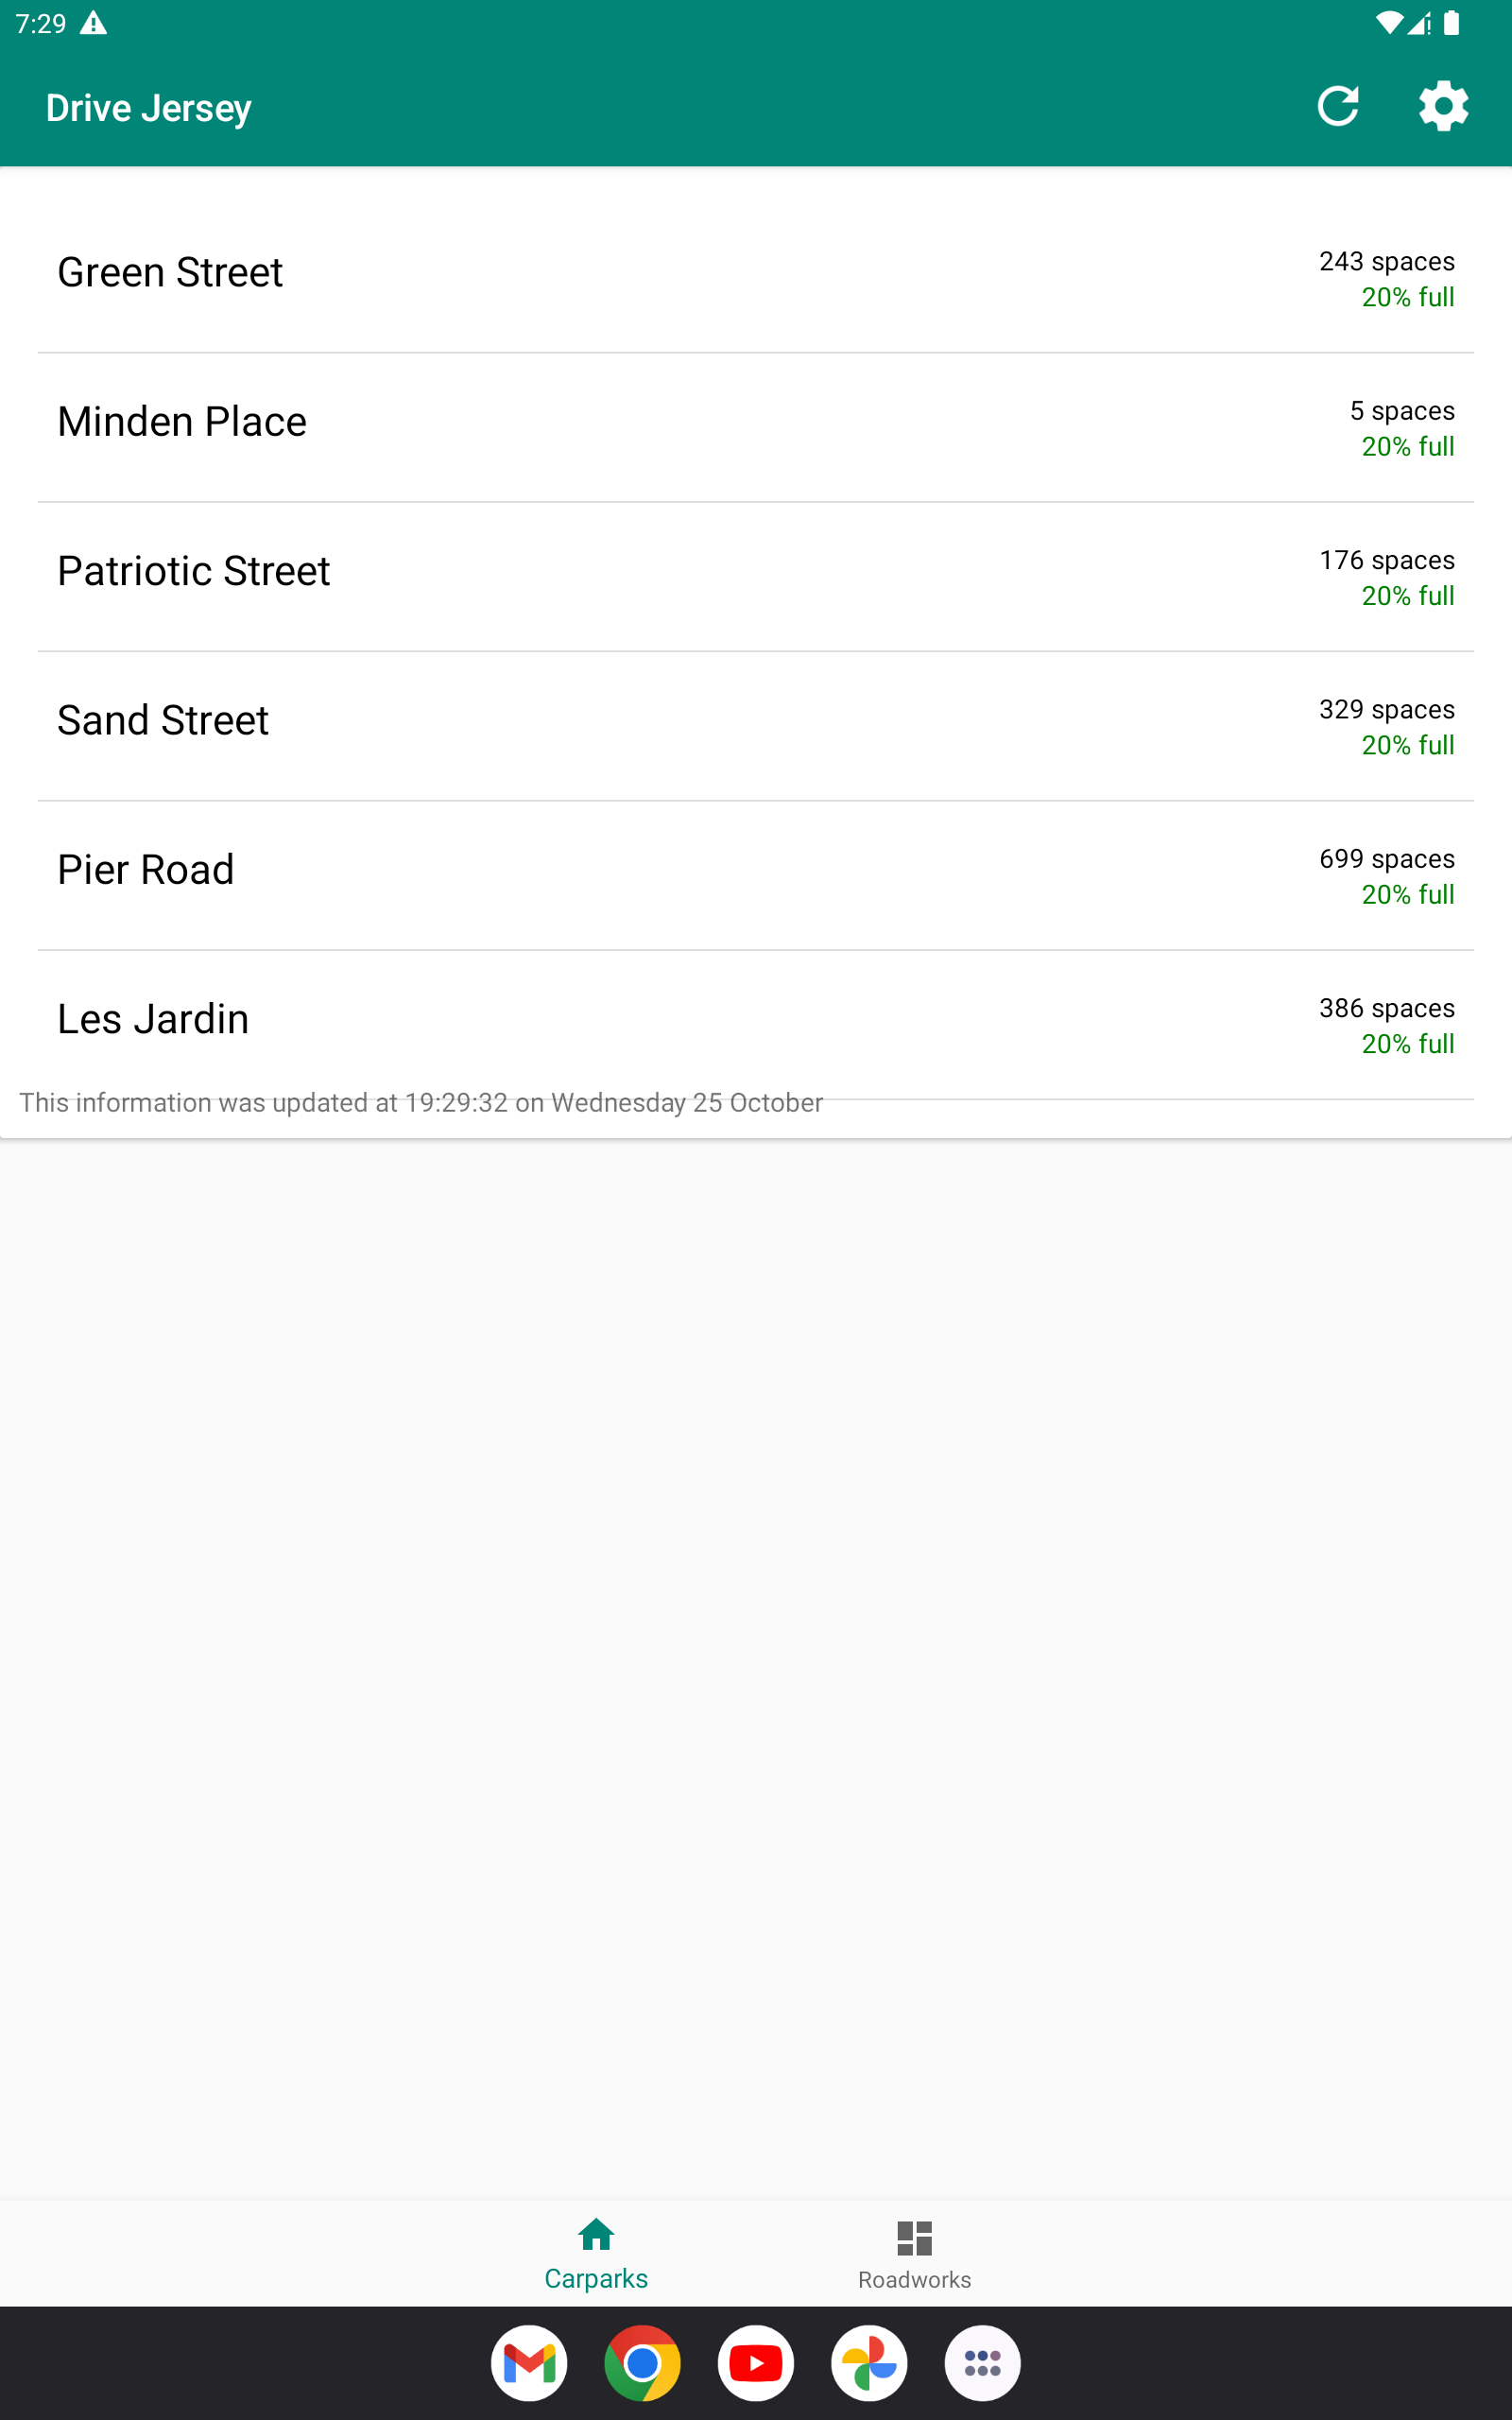 7:29
Drive Jersey
Green Street
243 spaces
20% full
Minden Place
5 spaces
20% full
Patriotic Street
176 spaces
20% full
Sand Street
329 spaces
20% full
Pier Road
699 spaces
20% full
Les Jardin
386 spaces
20% full
This information was updated at 19:29:32 on Wednesday 25 October
Carparks
Roadworks